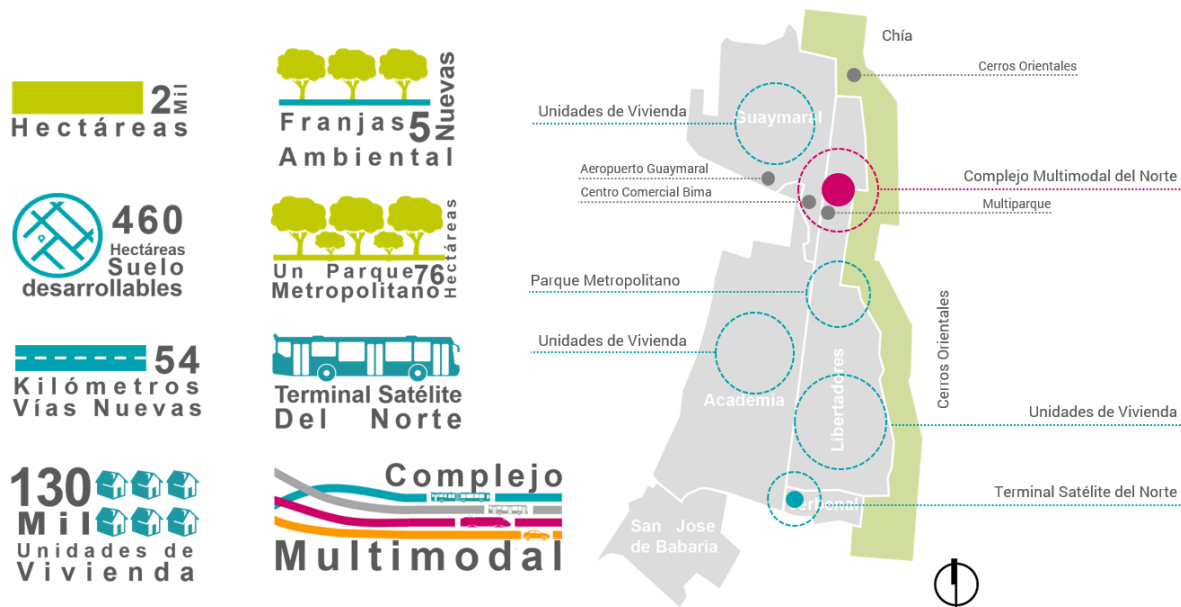 2 Mil
Hectáreas
460
Hectáreas
Suelo
desarrollables
54
Kilómetros
Vías Nuevas
130
Mil
Unidades de
Vivienda
Franjas 5 Nuevas
Ambiental
Un Parque 76 Hectáreas
Metropolitano
Terminal Satélite
Del Norte
Complejo
Multimodal
Chía
Cerros Orientales
Unidades de Vivienda
Guaymaral
Aeropuerto Guaymaral
Centro Comercial Bima
Complejo Multimodal del Norte
Multiparque
Parque Metropolitano
Unidades de Vivienda
Cerros Orientales
Academia
Libertadores
Unidades de Vivienda
Terminal Satélite del Norte
San Jose
de Babaria